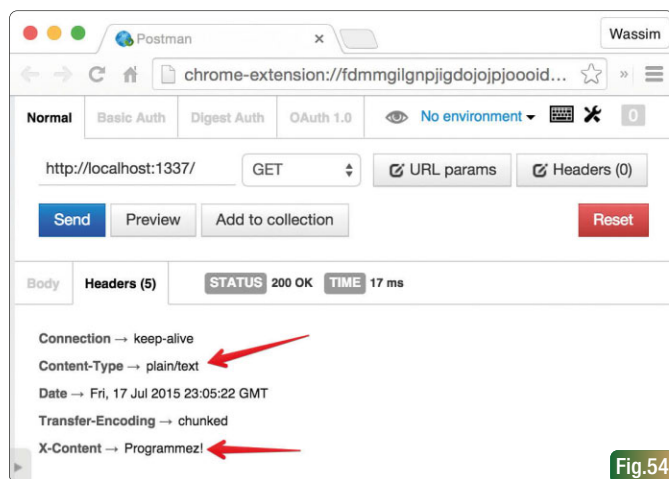 Postman
Wassim
chrome-extension://fdmmgilgnpjigdojojpjoooid...
Normal Basic Auth Digest Auth OAuth 1.0 No environment 0
http://localhost:1337/ GET URL params Headers (0)
Send Preview Add to collection Reset
Body Headers (5) STATUS 200 OK TIME 17 ms
Connection → keep-alive
Content-Type → plain/text
Date → Fri, 17 Jul 2015 23:05:22 GMT
Transfer-Encoding → chunked
X-Content → Programmez!
Fig.54